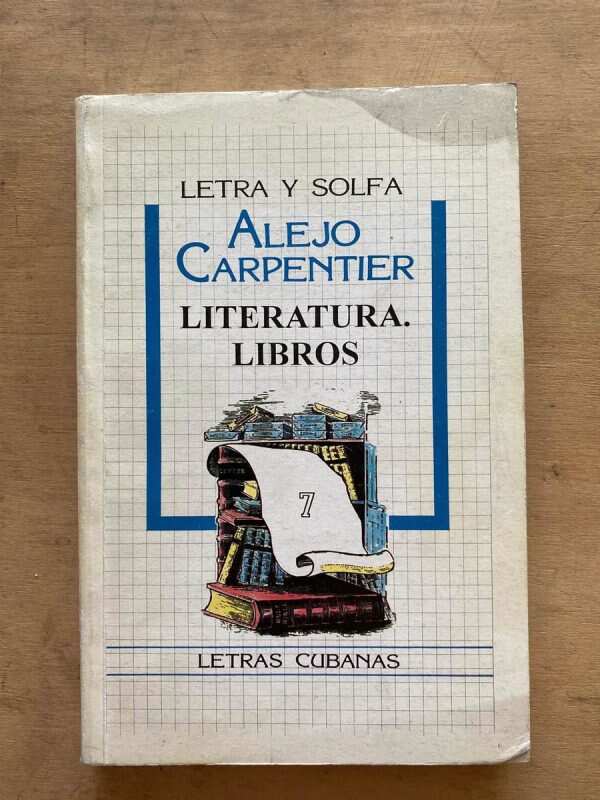 LETRA Y SOLFA
ALEJO
CARPENTIER
LITERATURA.
LIBROS
7
LETRAS CUBANAS